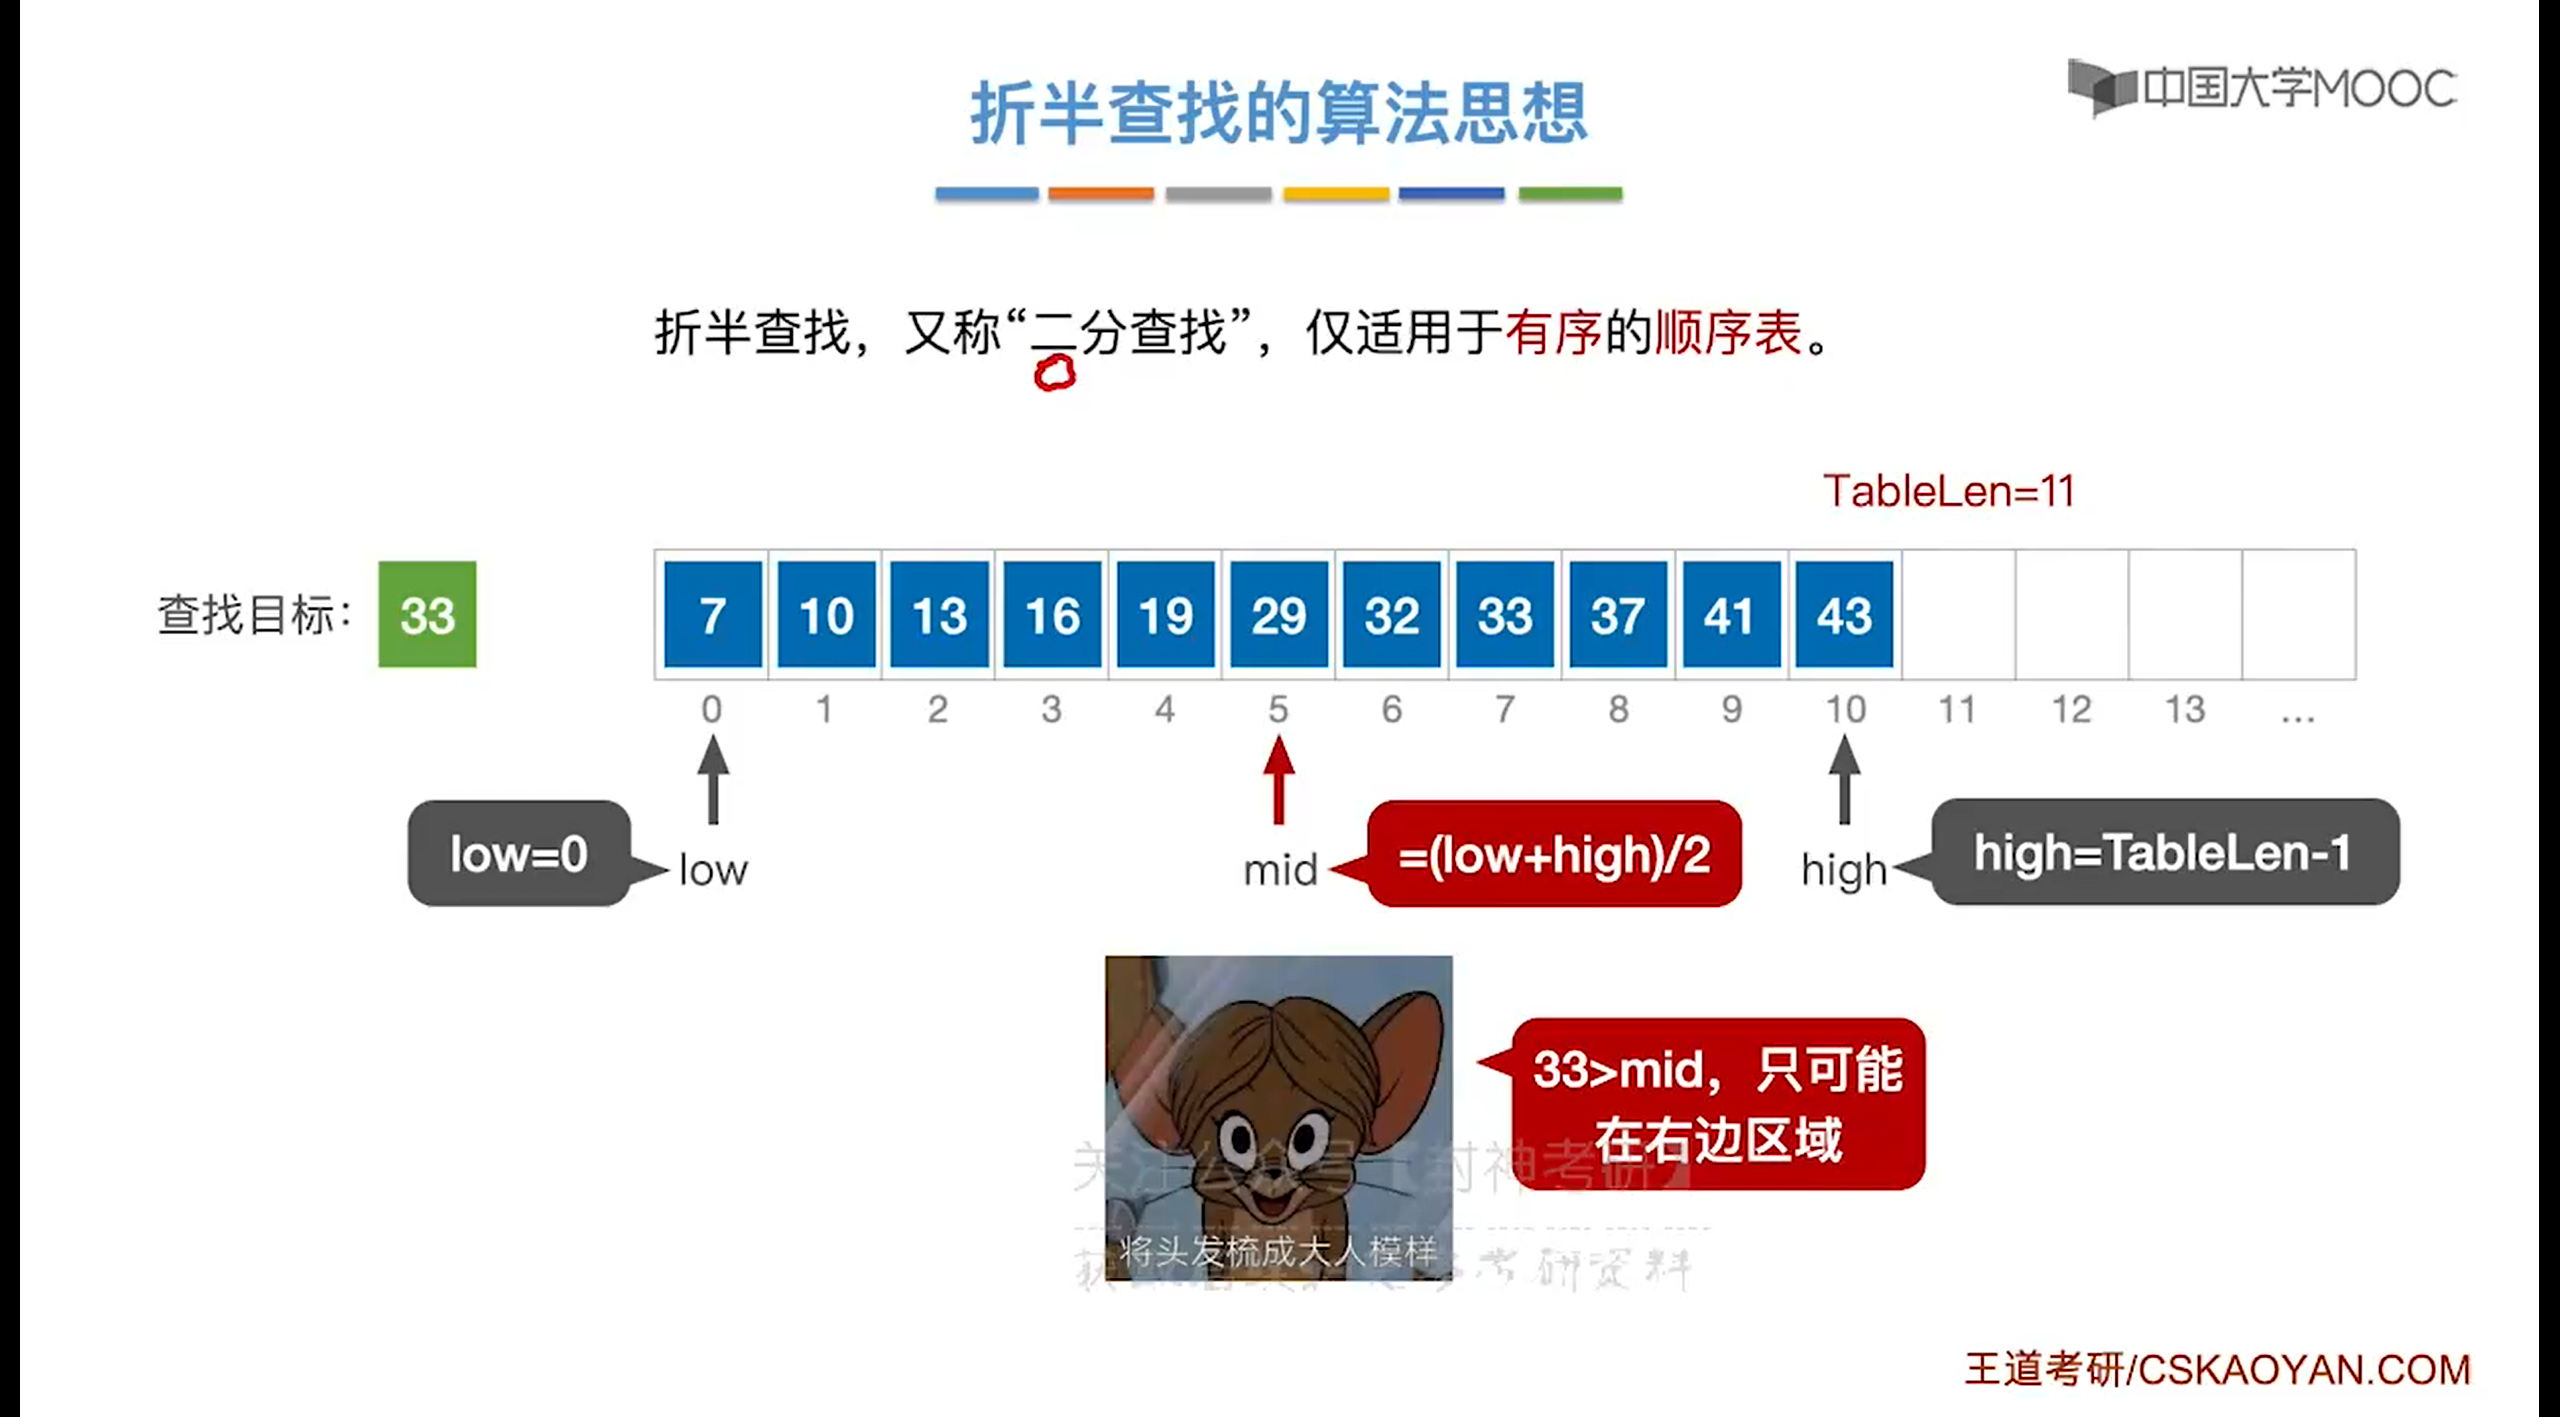 折半查找的算法思想
中国大学MOOC
折半查找，又称“二分查找”，仅适用于有序的顺序表。
TableLen=11
查找目标： 33 7 10 13 16 19 29 32 33 37 41 43
0 1 2 3 4 5 6 7 8 9 10 11 12 13 ...
low=0 low mid =(low+high)/2 high high=TableLen-1
33>mid，只可能
在右边区域
关注公众号【封神考研】
将头发梳成大人模样
考研资料
王道考研/CSKAOYAN.COM